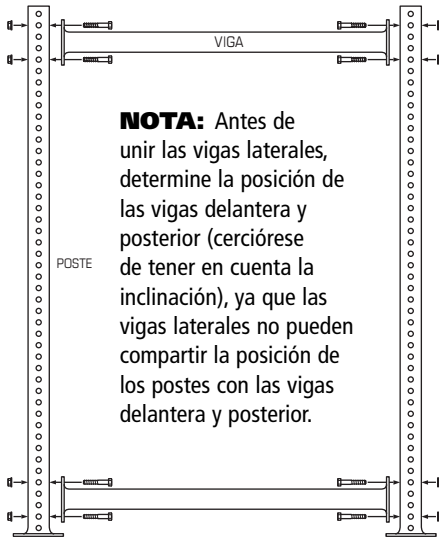 VIGA
NOTA: Antes de
unir las vigas laterales,
determine la posición de
las vigas delantera y
posterior (cerciórese
de tener en cuenta la
inclinación), ya que las
vigas laterales no pueden
compartir la posición de
los postes con las vigas
delantera y posterior.
POSTE